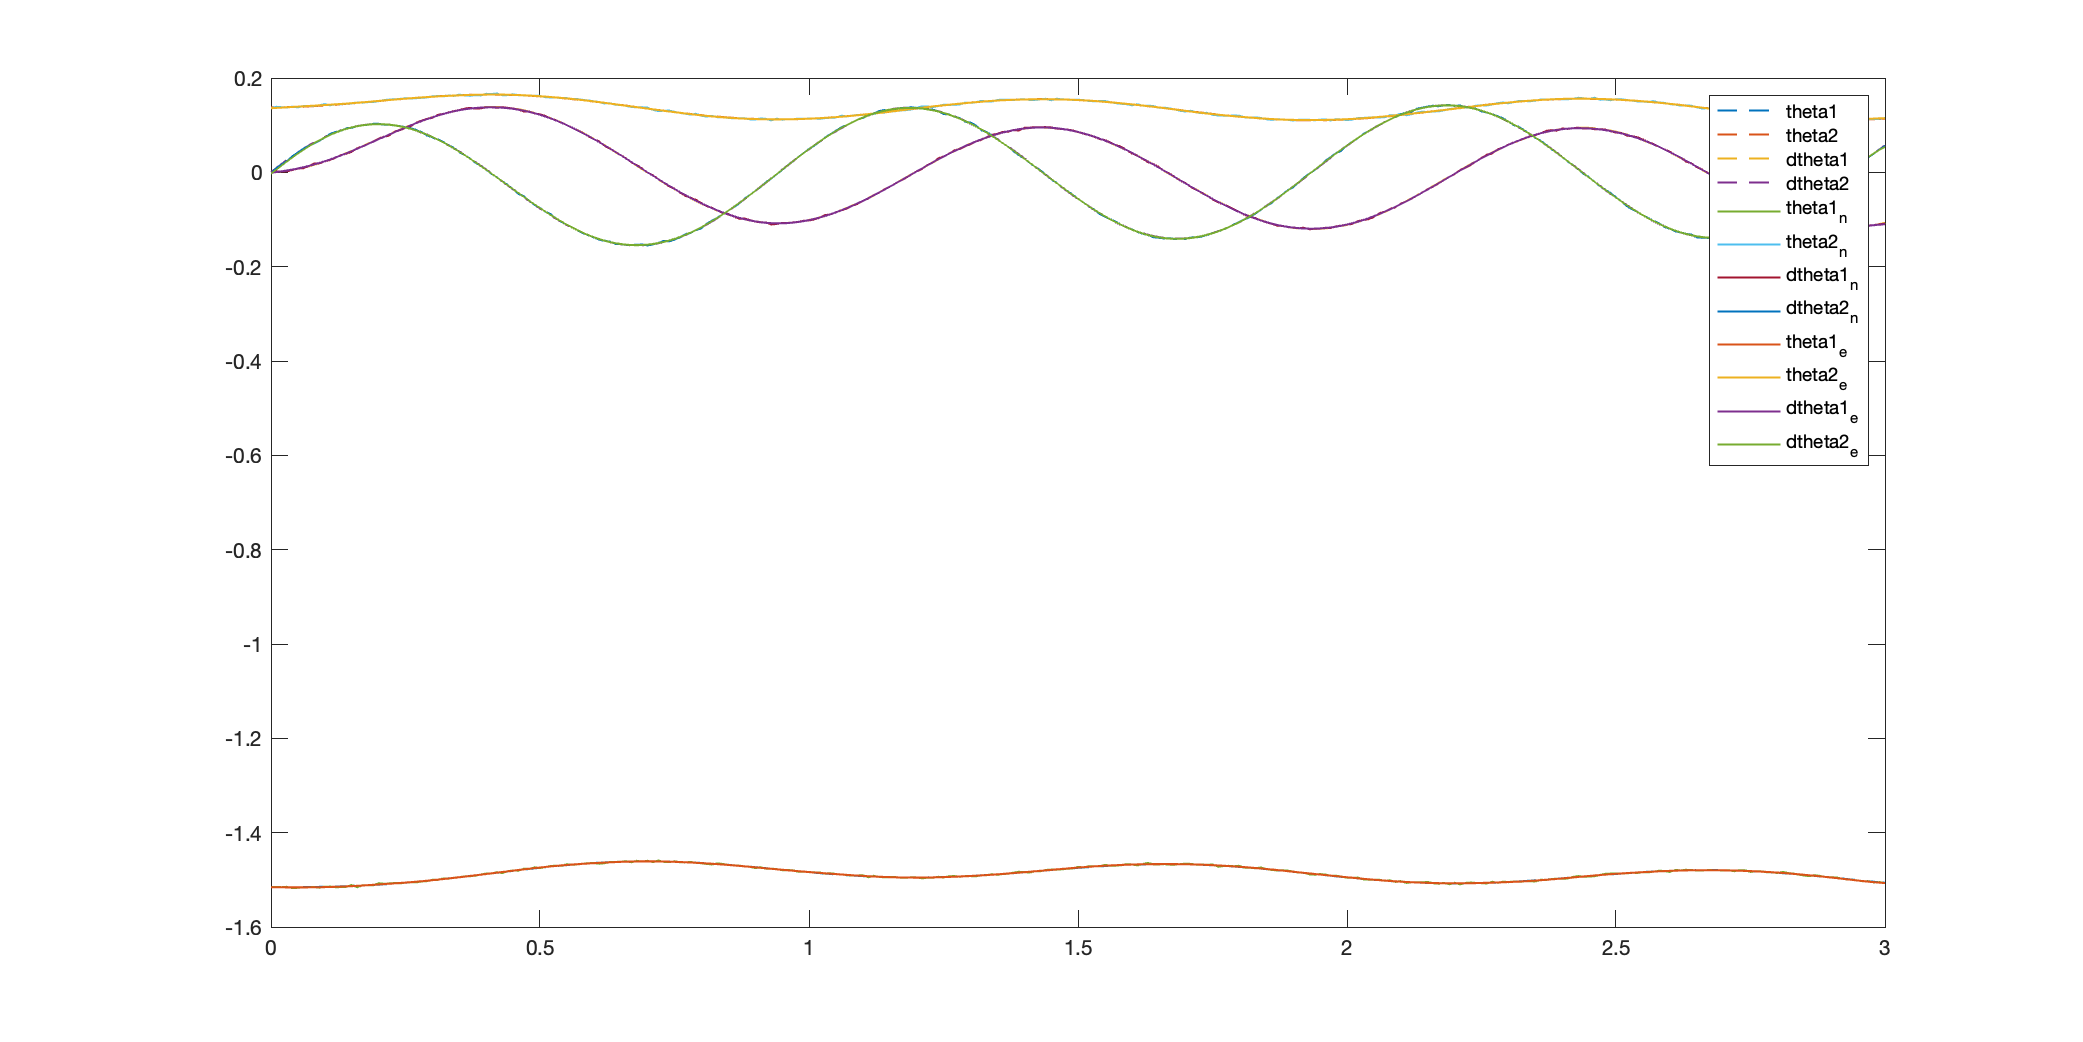 0.2
0
-0.2
-0.4
-0.6
-0.8
-1
-1.2
-1.4
-1.6
0 0.5 1 1.5 2 2.5 3
theta1
theta2
dtheta1
dtheta2
theta1n
theta2n
dtheta1n
dtheta2n
theta1e
theta2e
dtheta1e
dtheta2e